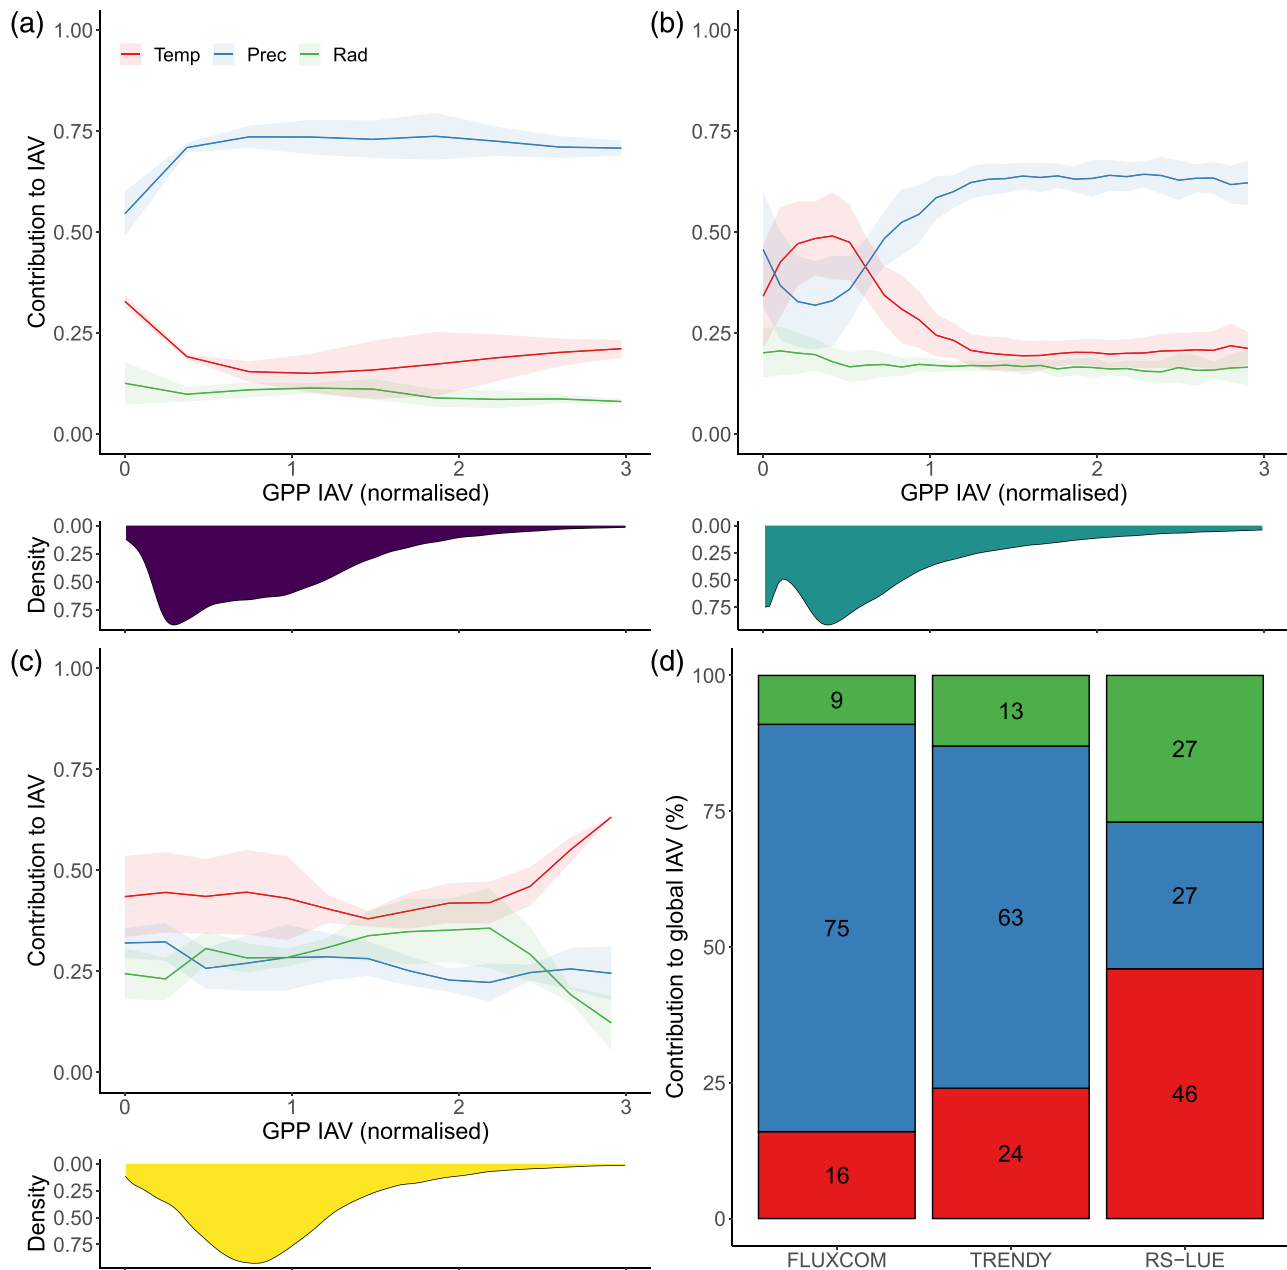 (a)
1.00
0.75
0.50
0.25
0.00
Contribution to IAV
Temp Prec Rad
0 1 2 3
GPP IAV (normalised)
0.00
0.25
0.50
0.75
Density
(b)
1.00
0.75
0.50
0.25
0.00
0 1 2 3
GPP IAV (normalised)
0.00
0.25
0.50
0.75
(c)
1.00
0.75
0.50
0.25
0.00
Contribution to IAV
0 1 2 3
GPP IAV (normalised)
0.00
0.25
0.50
0.75
Density
(d)
100
75
50
25
0
Contribution to global IAV (%)
9
75
16
13
63
24
27
27
46
FLUXCOM TRENDY RS−LUE